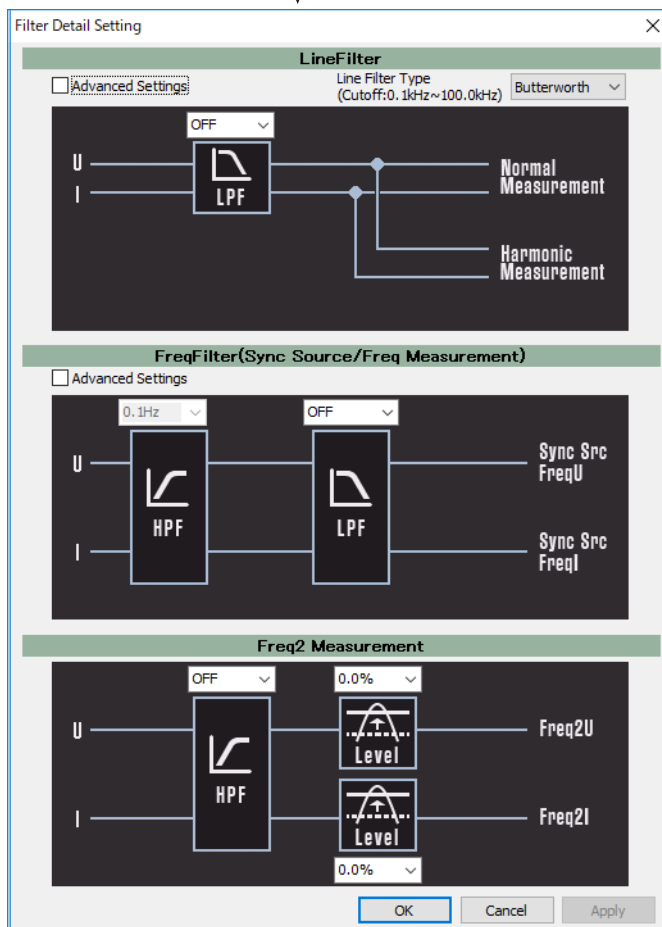 Filter Detail Setting
LineFilter
Advanced Settings
Line Filter Type
(Cutoff:0.1kHz~100.0kHz)
Butterworth
OFF
U
I
LPF
Normal
Measurement
Harmonic
Measurement
FreqFilter(Sync Source/Freq Measurement)
Advanced Settings
0.1Hz
OFF
U
I
HPF
LPF
Sync Src
FreqU
Sync Src
FreqI
Freq2 Measurement
OFF
0.0%
U
I
HPF
Level
Level
Freq2U
Freq2I
0.0%
OK
Cancel
Apply